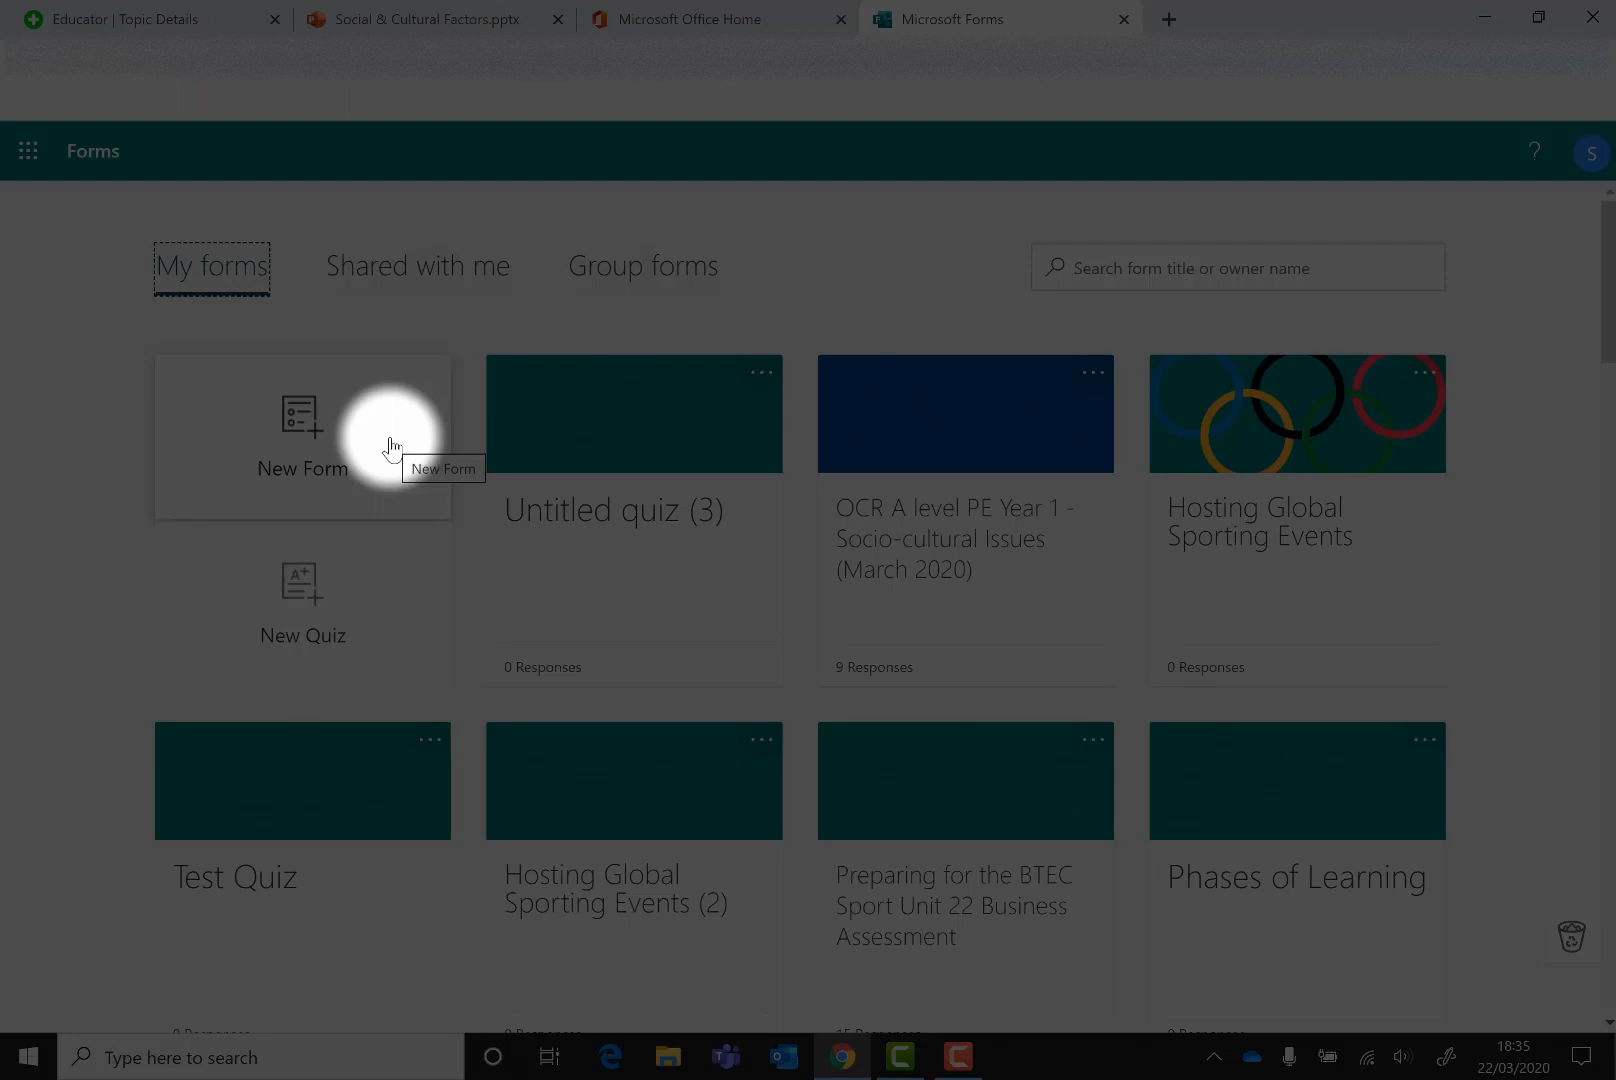 Educator | Topic Details
Social & Cultural Factors.pptx
Microsoft Office Home
Microsoft Forms
Forms
?
S
My forms
Shared with me
Group forms
Search form title or owner name
New Form
New Form
Untitled quiz (3)
0 Responses
OCR A level PE Year 1 -
Socio-cultural Issues
(March 2020)
9 Responses
Hosting Global
Sporting Events
0 Responses
A+
New Quiz
Test Quiz
Hosting Global
Sporting Events (2)
Preparing for the BTEC
Sport Unit 22 Business
Assessment
Phases of Learning
Type here to search
18:35
22/03/2020